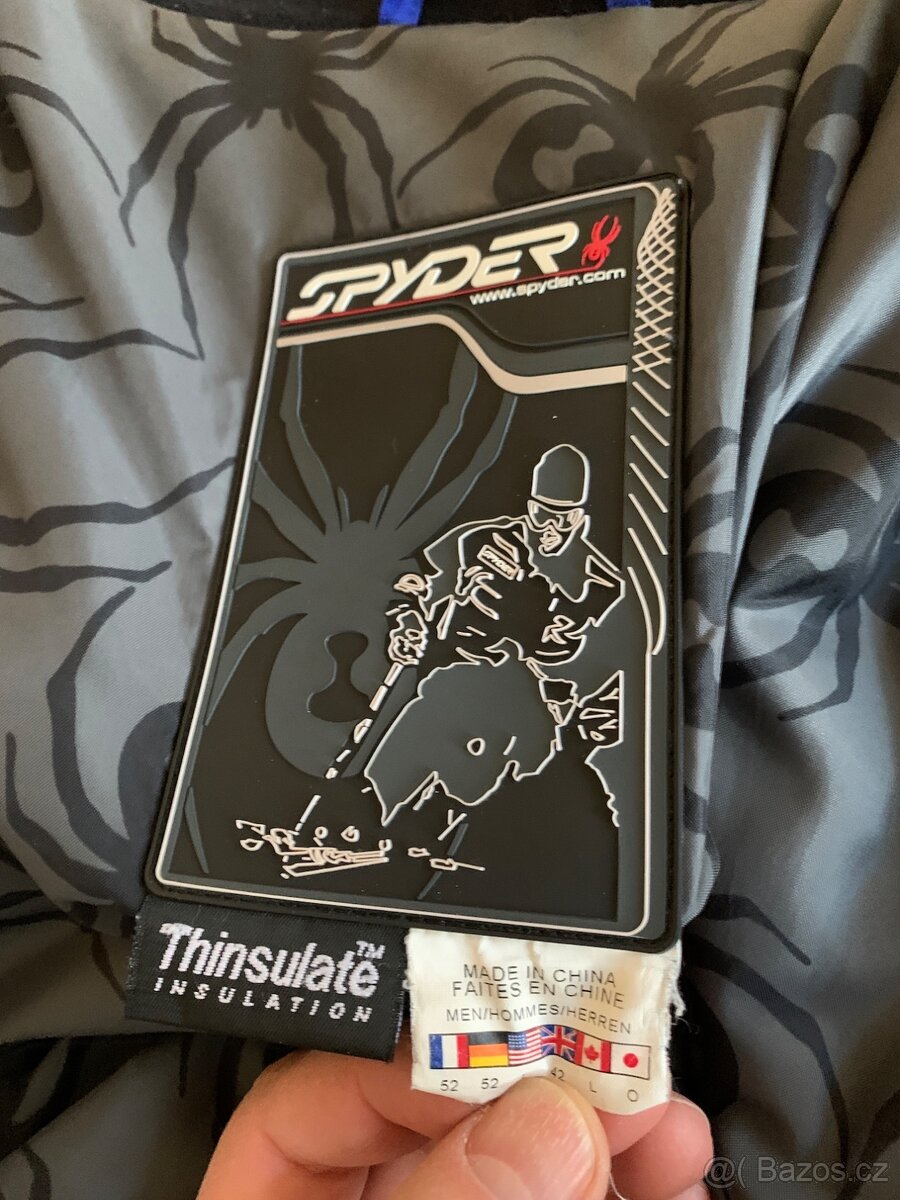 SPYDER
www.spyder.com
SPYDER
Thinsulate™
INSULATION
MADE IN CHINA
FAITES EN CHINE
MEN/HOMMES/HERREN
52 52 42 L O
@( Bazos.cz